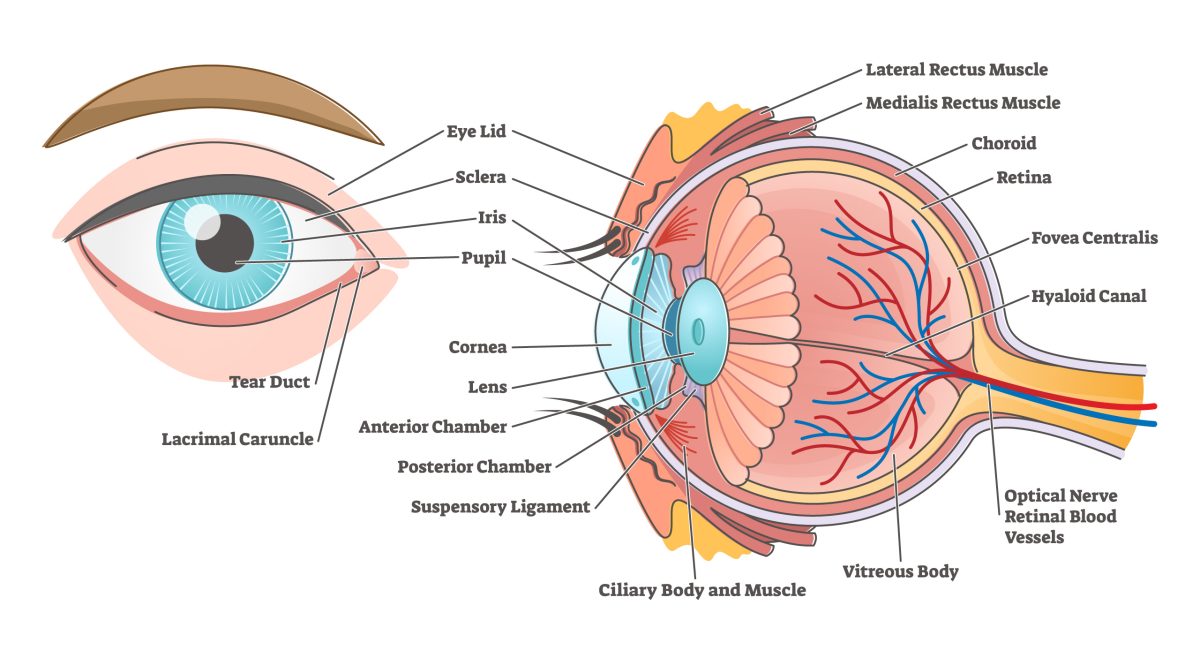 Lateral Rectus Muscle
Medialis Rectus Muscle
Eye Lid
Choroid
Sclera
Retina
Iris
Fovea Centralis
Pupil
Hyaloid Canal
Cornea
Tear Duct
Lens
Anterior Chamber
Lacrimal Caruncle
Posterior Chamber
Suspensory Ligament
Optical Nerve
Retinal Blood
Vessels
Vitreous Body
Ciliary Body and Muscle